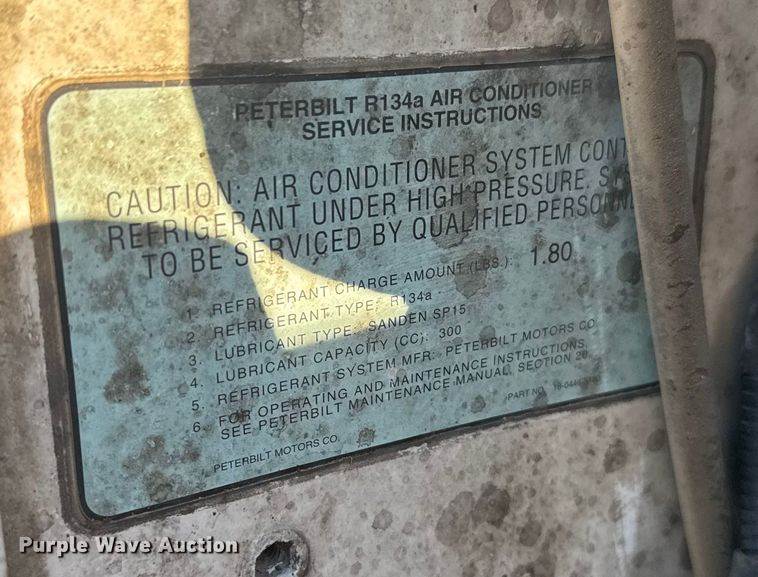 PETERBILT R134a AIR CONDITIONER
SERVICE INSTRUCTIONS
CAUTION: AIR CONDITIONER SYSTEM CONT
REFRIGERANT UNDER HIGH PRESSURE. SY
TO BE SERVICED BY QUALIFIED PERSONN
1. REFRIGERANT CHARGE AMOUNT (LBS.): 1.80
2. REFRIGERANT TYPE: R134a
3. LUBRICANT TYPE: SANDEN SP15
4. LUBRICANT CAPACITY (CC): 300
5. REFRIGERANT SYSTEM MFR: PETERBILT MOTORS CO
6. FOR OPERATING AND MAINTENANCE INSTRUCTIONS,
SEE PETERBILT MAINTENANCE MANUAL, SECTION 20.
PART NO.
PETERBILT MOTORS CO.
Purple Wave Auction